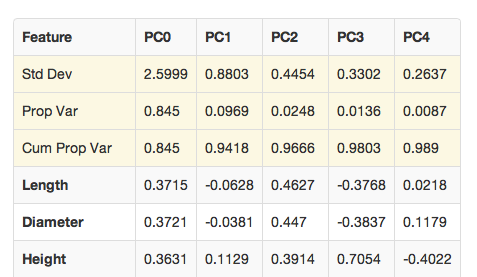 Feature PC0 PC1 PC2 PC3 PC4
Std Dev 2.5999 0.8803 0.4454 0.3302 0.2637
Prop Var 0.845 0.0969 0.0248 0.0136 0.0087
Cum Prop Var 0.845 0.9418 0.9666 0.9803 0.989
Length 0.3715 -0.0628 0.4627 -0.3768 0.0218
Diameter 0.3721 -0.0381 0.447 -0.3837 0.1179
Height 0.3631 0.1129 0.3914 0.7054 -0.4022